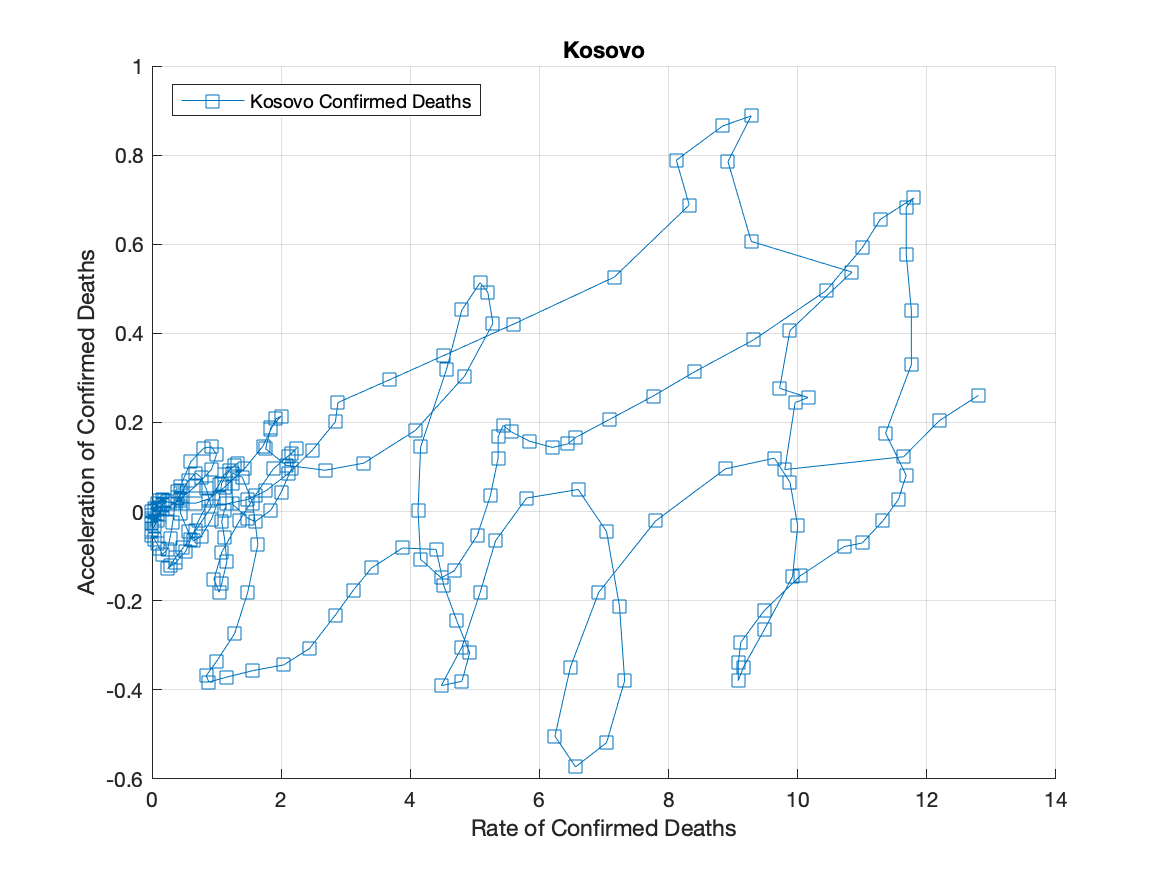 Kosovo
Kosovo Confirmed Deaths
1
0.8
0.6
0.4
0.2
0
-0.2
-0.4
-0.6
Acceleration of Confirmed Deaths
0 2 4 6 8 10 12 14
Rate of Confirmed Deaths